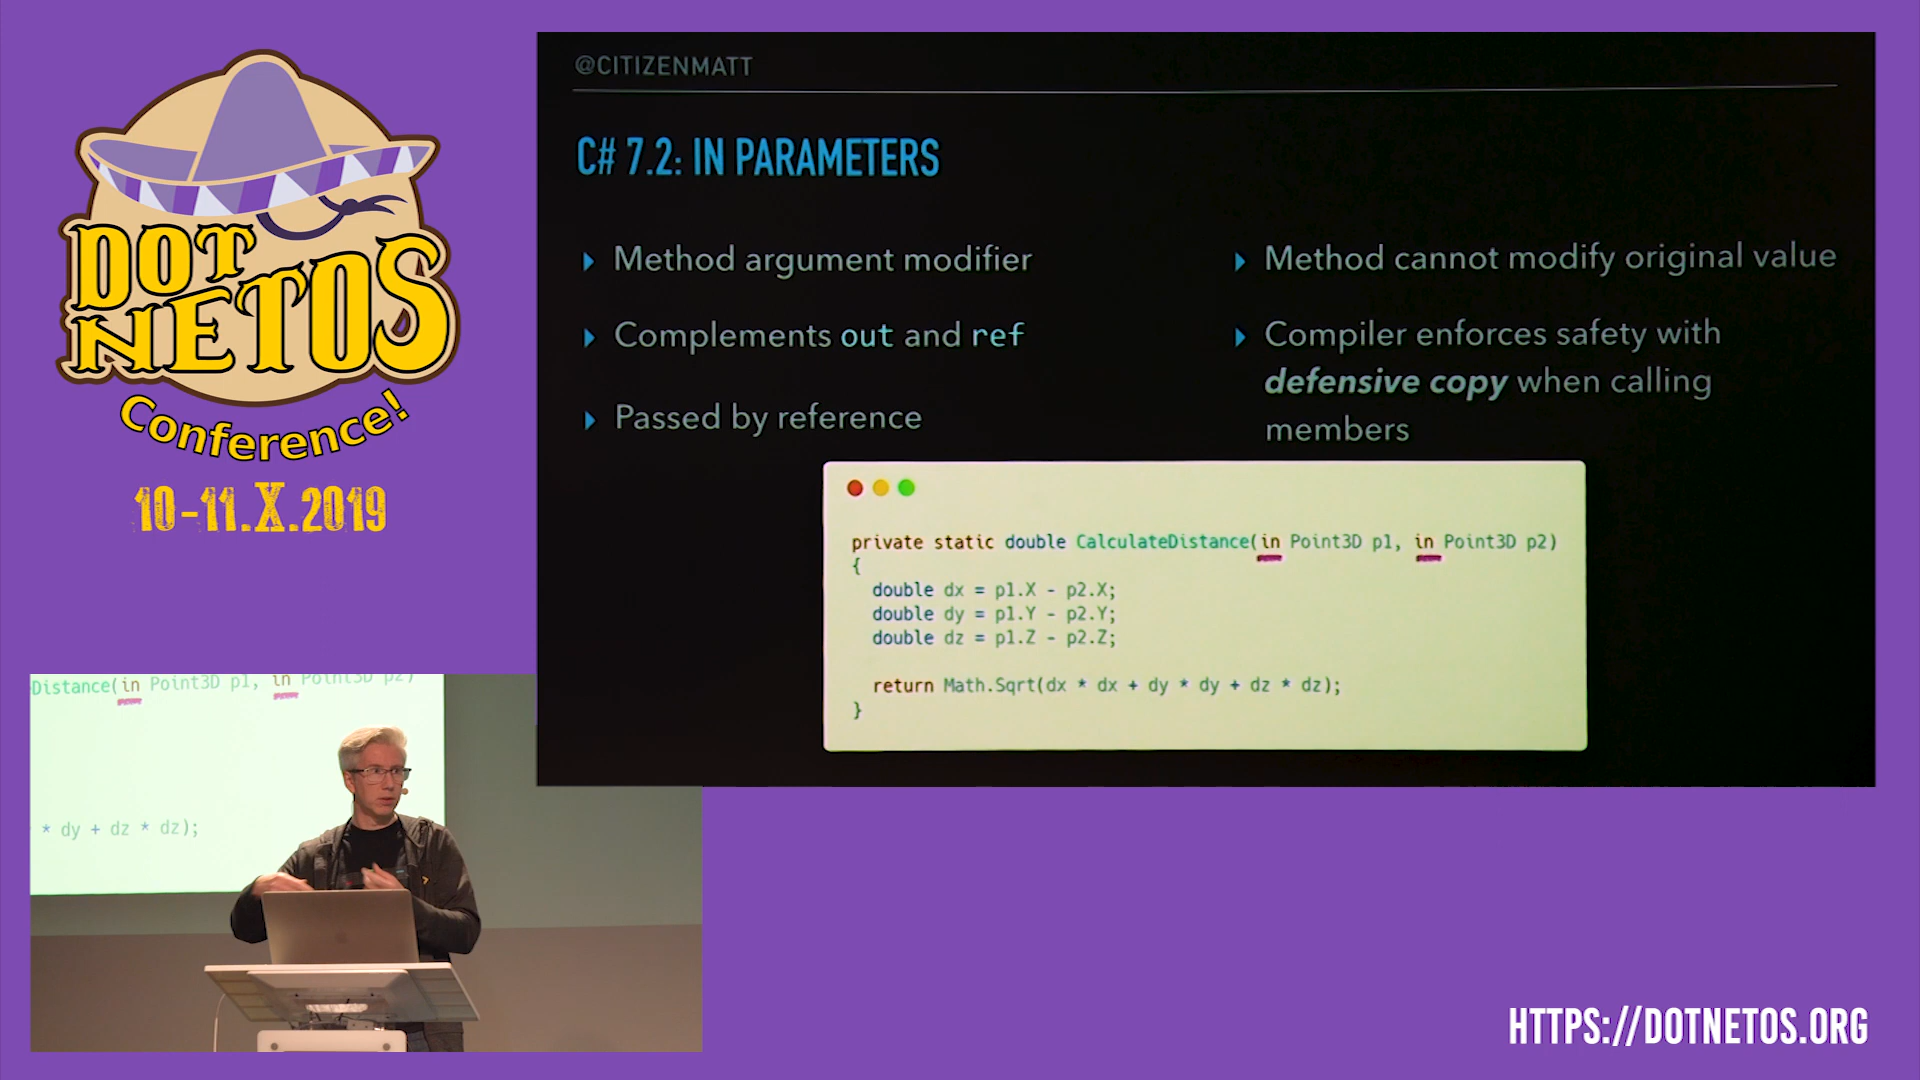 DOT
NETOS
Conference!
10-11.X.2019
@CITIZENMATT
C# 7.2: IN PARAMETERS
Method argument modifier
Complements out and ref
Passed by reference
Method cannot modify original value
Compiler enforces safety with
defensive copy when calling
members
private static double CalculateDistance(in Point3D p1, in Point3D p2)
{
double dx = p1.X - p2.X;
double dy = p1.Y - p2.Y;
double dz = p1.Z - p2.Z;
return Math.Sqrt(dx * dx + dy * dy + dz * dz);
}
Distance(in Point3D p1, in Point3D p2)
* dy + dz * dz);
HTTPS://DOTNETOS.ORG